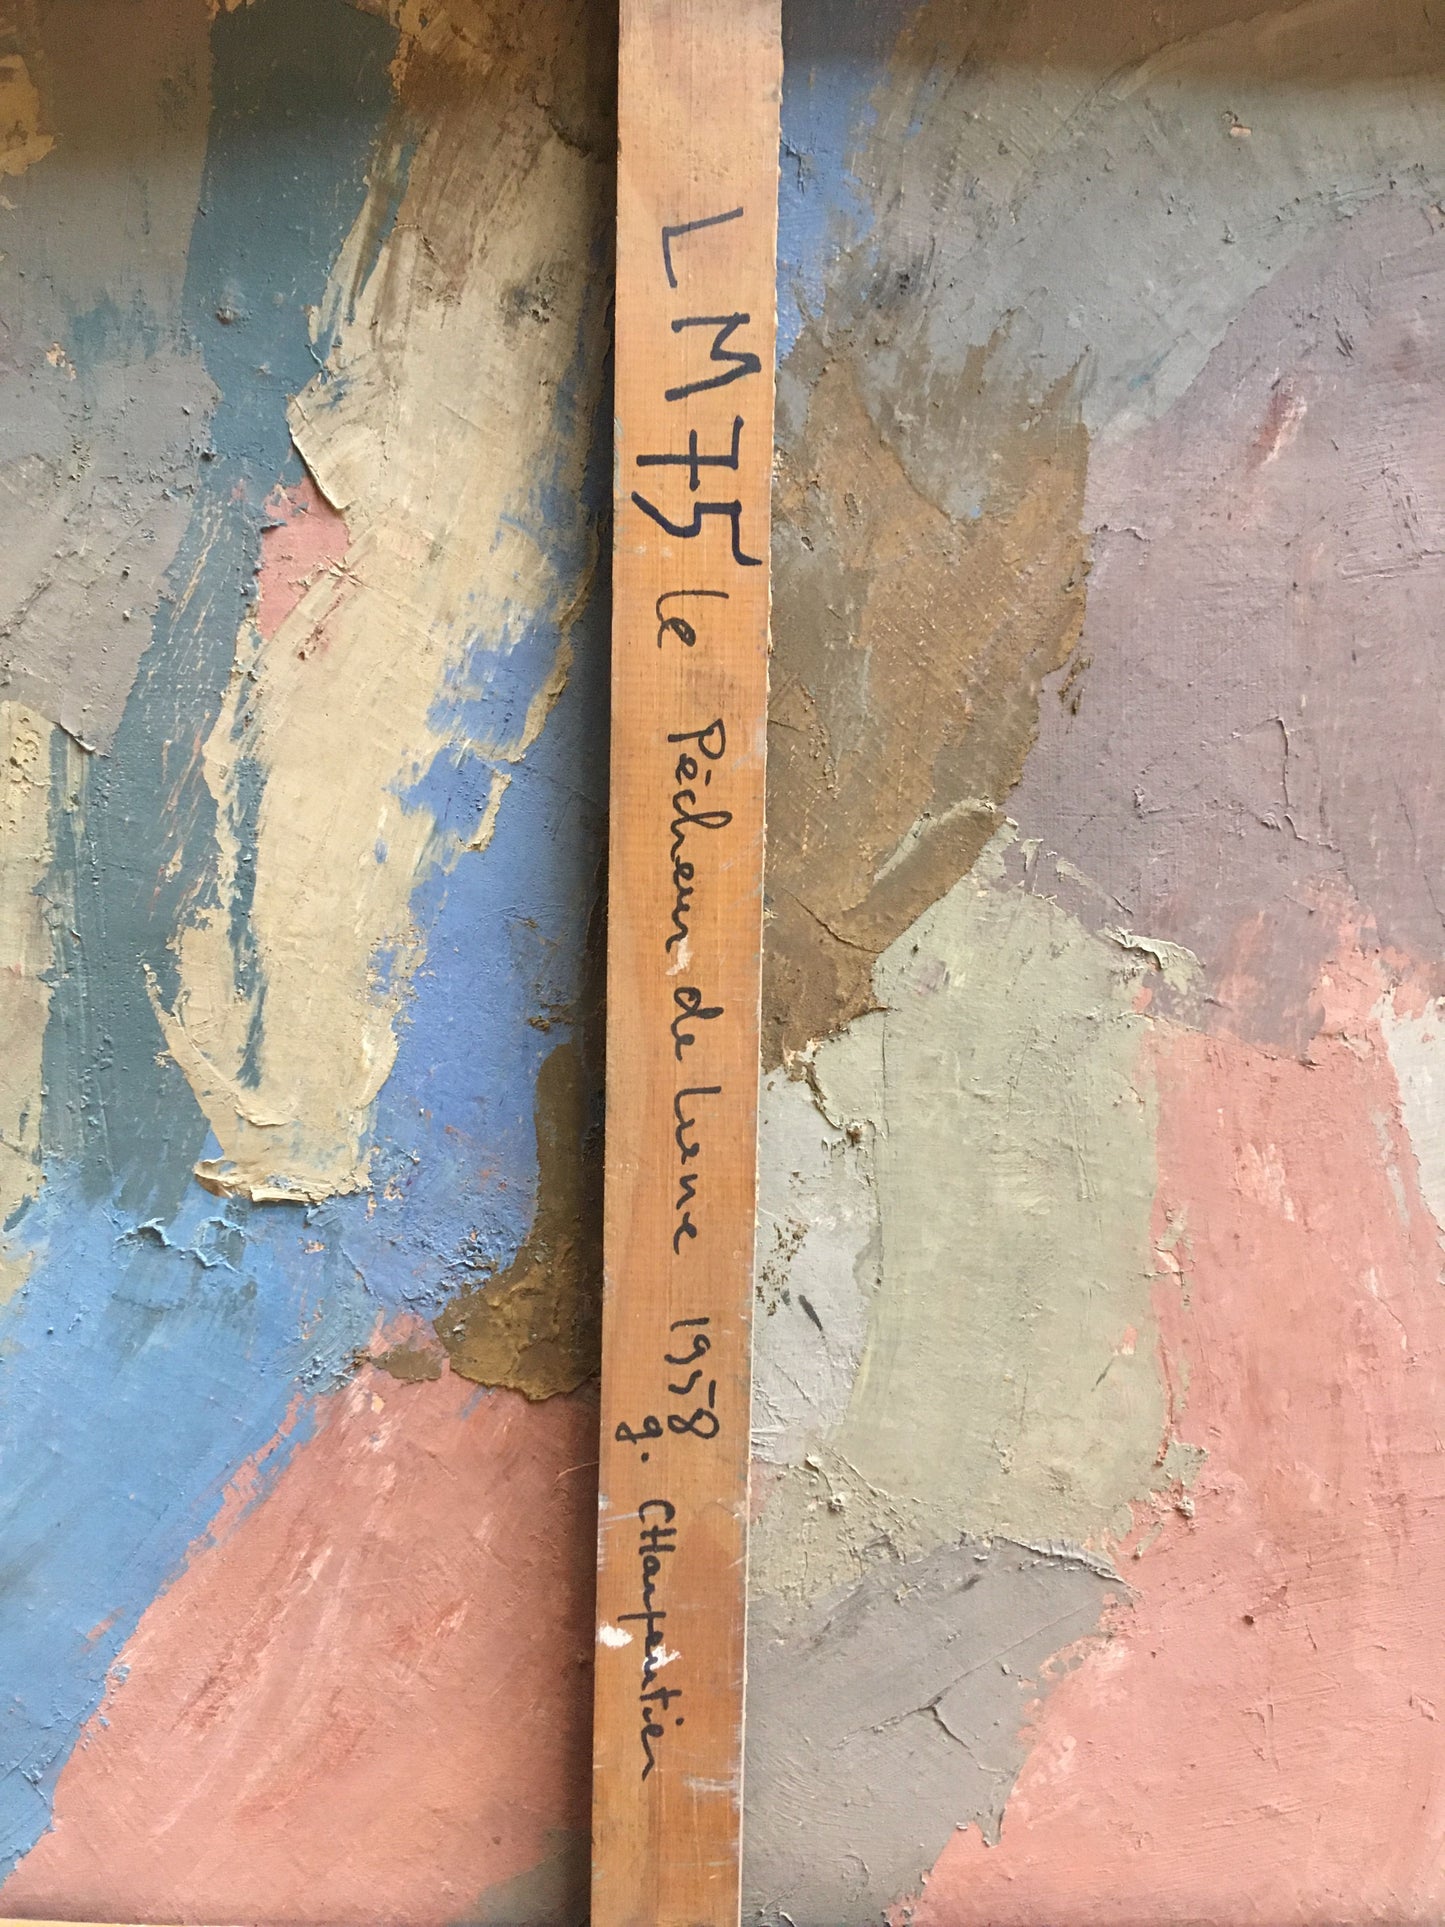 LM75 le Pêcheur de Lune 1958
g. CHarpentier